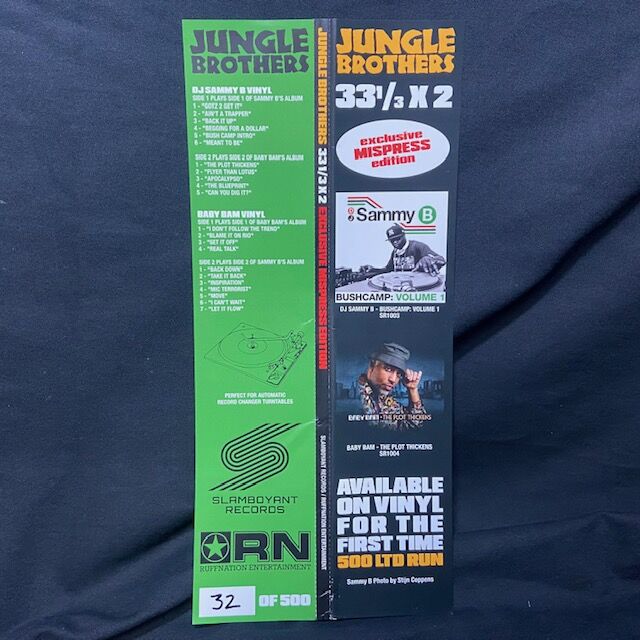 JUNGLE
BROTHERS
DJ SAMMY B VINYL
SIDE 1 PLAYS SIDE 1 OF SAMMY B'S ALBUM
1 - "GOTZ 2 GET IT"
2 - "AIN'T A TRAPPER"
3 - "BACK IT UP"
4 - "BEGGING FOR A DOLLAR"
5 - "BUSH CAMP INTRO"
6 - "MEANT TO BE"
SIDE 2 PLAYS SIDE 2 OF BABY BAM'S ALBUM
1 - "THE PLOT THICKENS"
2 - "FLYER THAN LOTUS"
3 - "APOCALYPSO"
4 - "THE BLUEPRINT"
5 - "CAN YOU DIG IT?"
BABY BAM VINYL
SIDE 1 PLAYS SIDE 1 OF BABY BAM'S ALBUM
1 - "I DON'T FOLLOW THE TREND"
2 - "BLAME IT ON RIO"
3 - "SET IT OFF"
4 - "REAL TALK"
SIDE 2 PLAYS SIDE 2 OF SAMMY B'S ALBUM
1 - "BACK DOWN"
2 - "TAKE IT BACK"
3 - "INSPIRATION"
4 - "MIC TERRORIST"
5 - "MOVE"
6 - "I CAN'T WAIT"
7 - "LET IT FLOW"
PERFECT FOR AUTOMATIC
RECORD CHANGER TURNTABLES
SLAMBOYANT
RECORDS
RN
RUFFNATION ENTERTAINMENT
32 OF 500
JUNGLE BROTHERS 33 1/3 X 2 EXCLUSIVE MISPRESS EDITION
SLAMBOYANT RECORDS / RUFFNATION ENTERTAINMENT
JUNGLE
BROTHERS
33 1/3 X 2
exclusive
MISPRESS
edition
DJ Sammy B
BUSHCAMP: VOLUME 1
DJ SAMMY B - BUSHCAMP: VOLUME 1
SR1003
BABY BAM - THE PLOT THICKENS
BABY BAM - THE PLOT THICKENS
SR1004
AVAILABLE
ON VINYL
FOR THE
FIRST TIME
500 LTD RUN
Sammy B Photo by Stijn Coppens